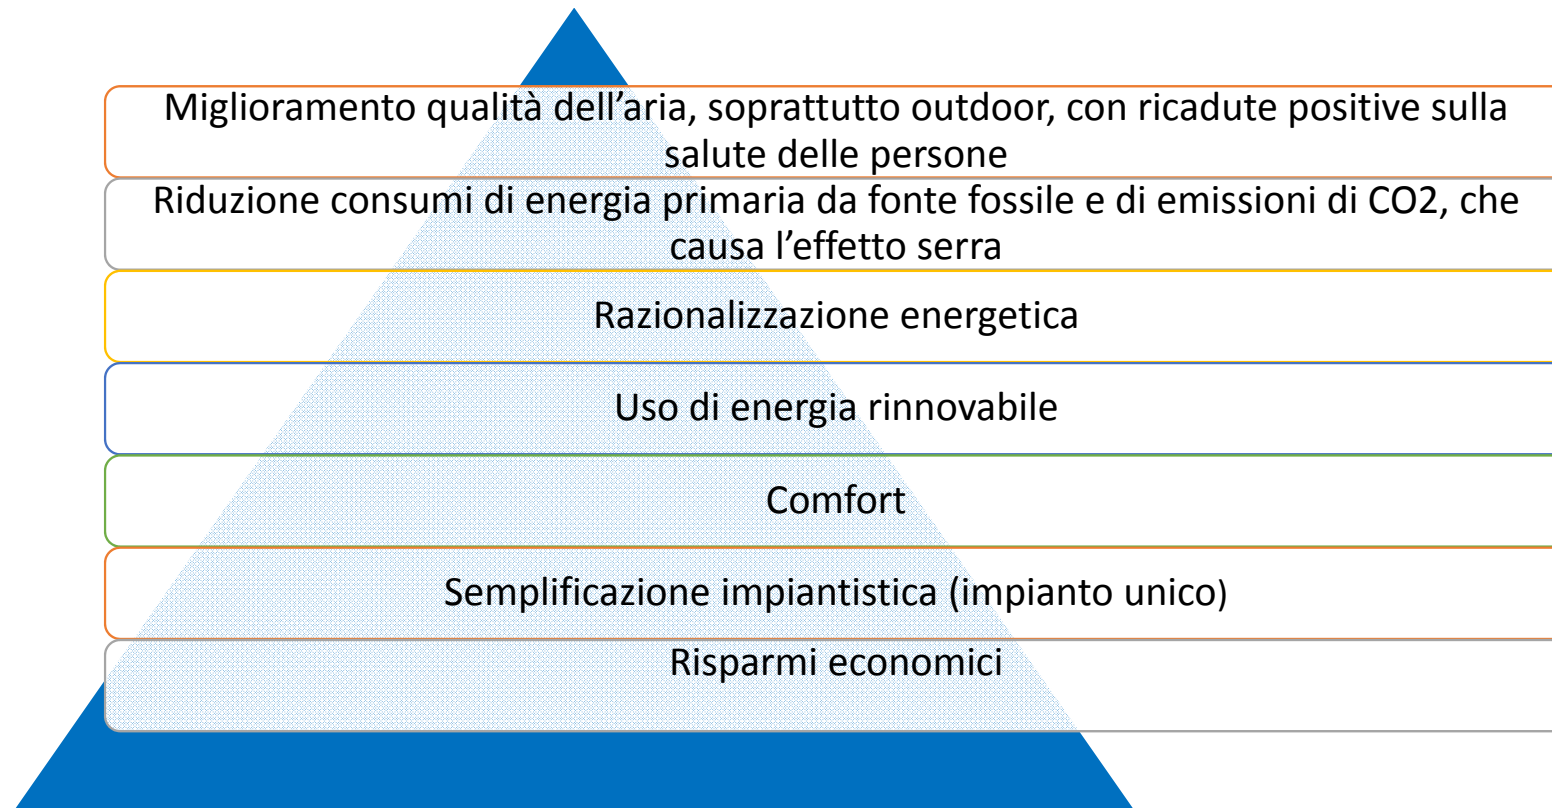 Miglioramento qualità dell’aria, soprattutto outdoor, con ricadute positive sulla
salute delle persone
Riduzione consumi di energia primaria da fonte fossile e di emissioni di CO2, che
causa l’effetto serra
Razionalizzazione energetica
Uso di energia rinnovabile
Comfort
Semplificazione impiantistica (impianto unico)
Risparmi economici